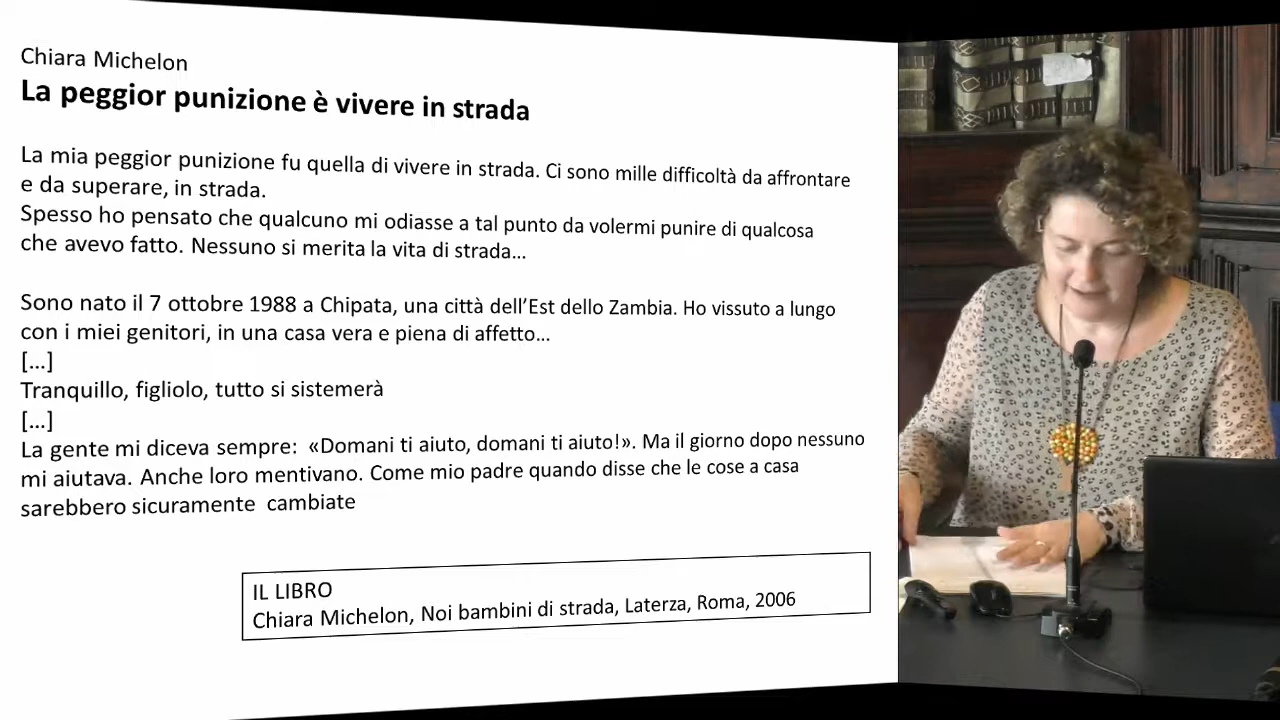 Chiara Michelon
La peggior punizione è vivere in strada
La mia peggior punizione fu quella di vivere in strada. Ci sono mille difficoltà da affrontare
e da superare, in strada.
Spesso ho pensato che qualcuno mi odiasse a tal punto da volermi punire di qualcosa
che avevo fatto. Nessuno si merita la vita di strada…
Sono nato il 7 ottobre 1988 a Chipata, una città dell’Est dello Zambia. Ho vissuto a lungo
con i miei genitori, in una casa vera e piena di affetto…
[…]
Tranquillo, figliolo, tutto si sistemerà
[…]
La gente mi diceva sempre:  «Domani ti aiuto, domani ti aiuto!». Ma il giorno dopo nessuno
mi aiutava. Anche loro mentivano. Come mio padre quando disse che le cose a casa
sarebbero sicuramente  cambiate
IL LIBRO
Chiara Michelon, Noi bambini di strada, Laterza, Roma, 2006